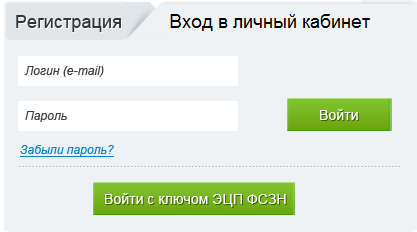 Регистрация Вход в личный кабинет
Логин (e-mail)
Пароль Войти
Забыли пароль?
Войти с ключом ЭЦП ФСЗН